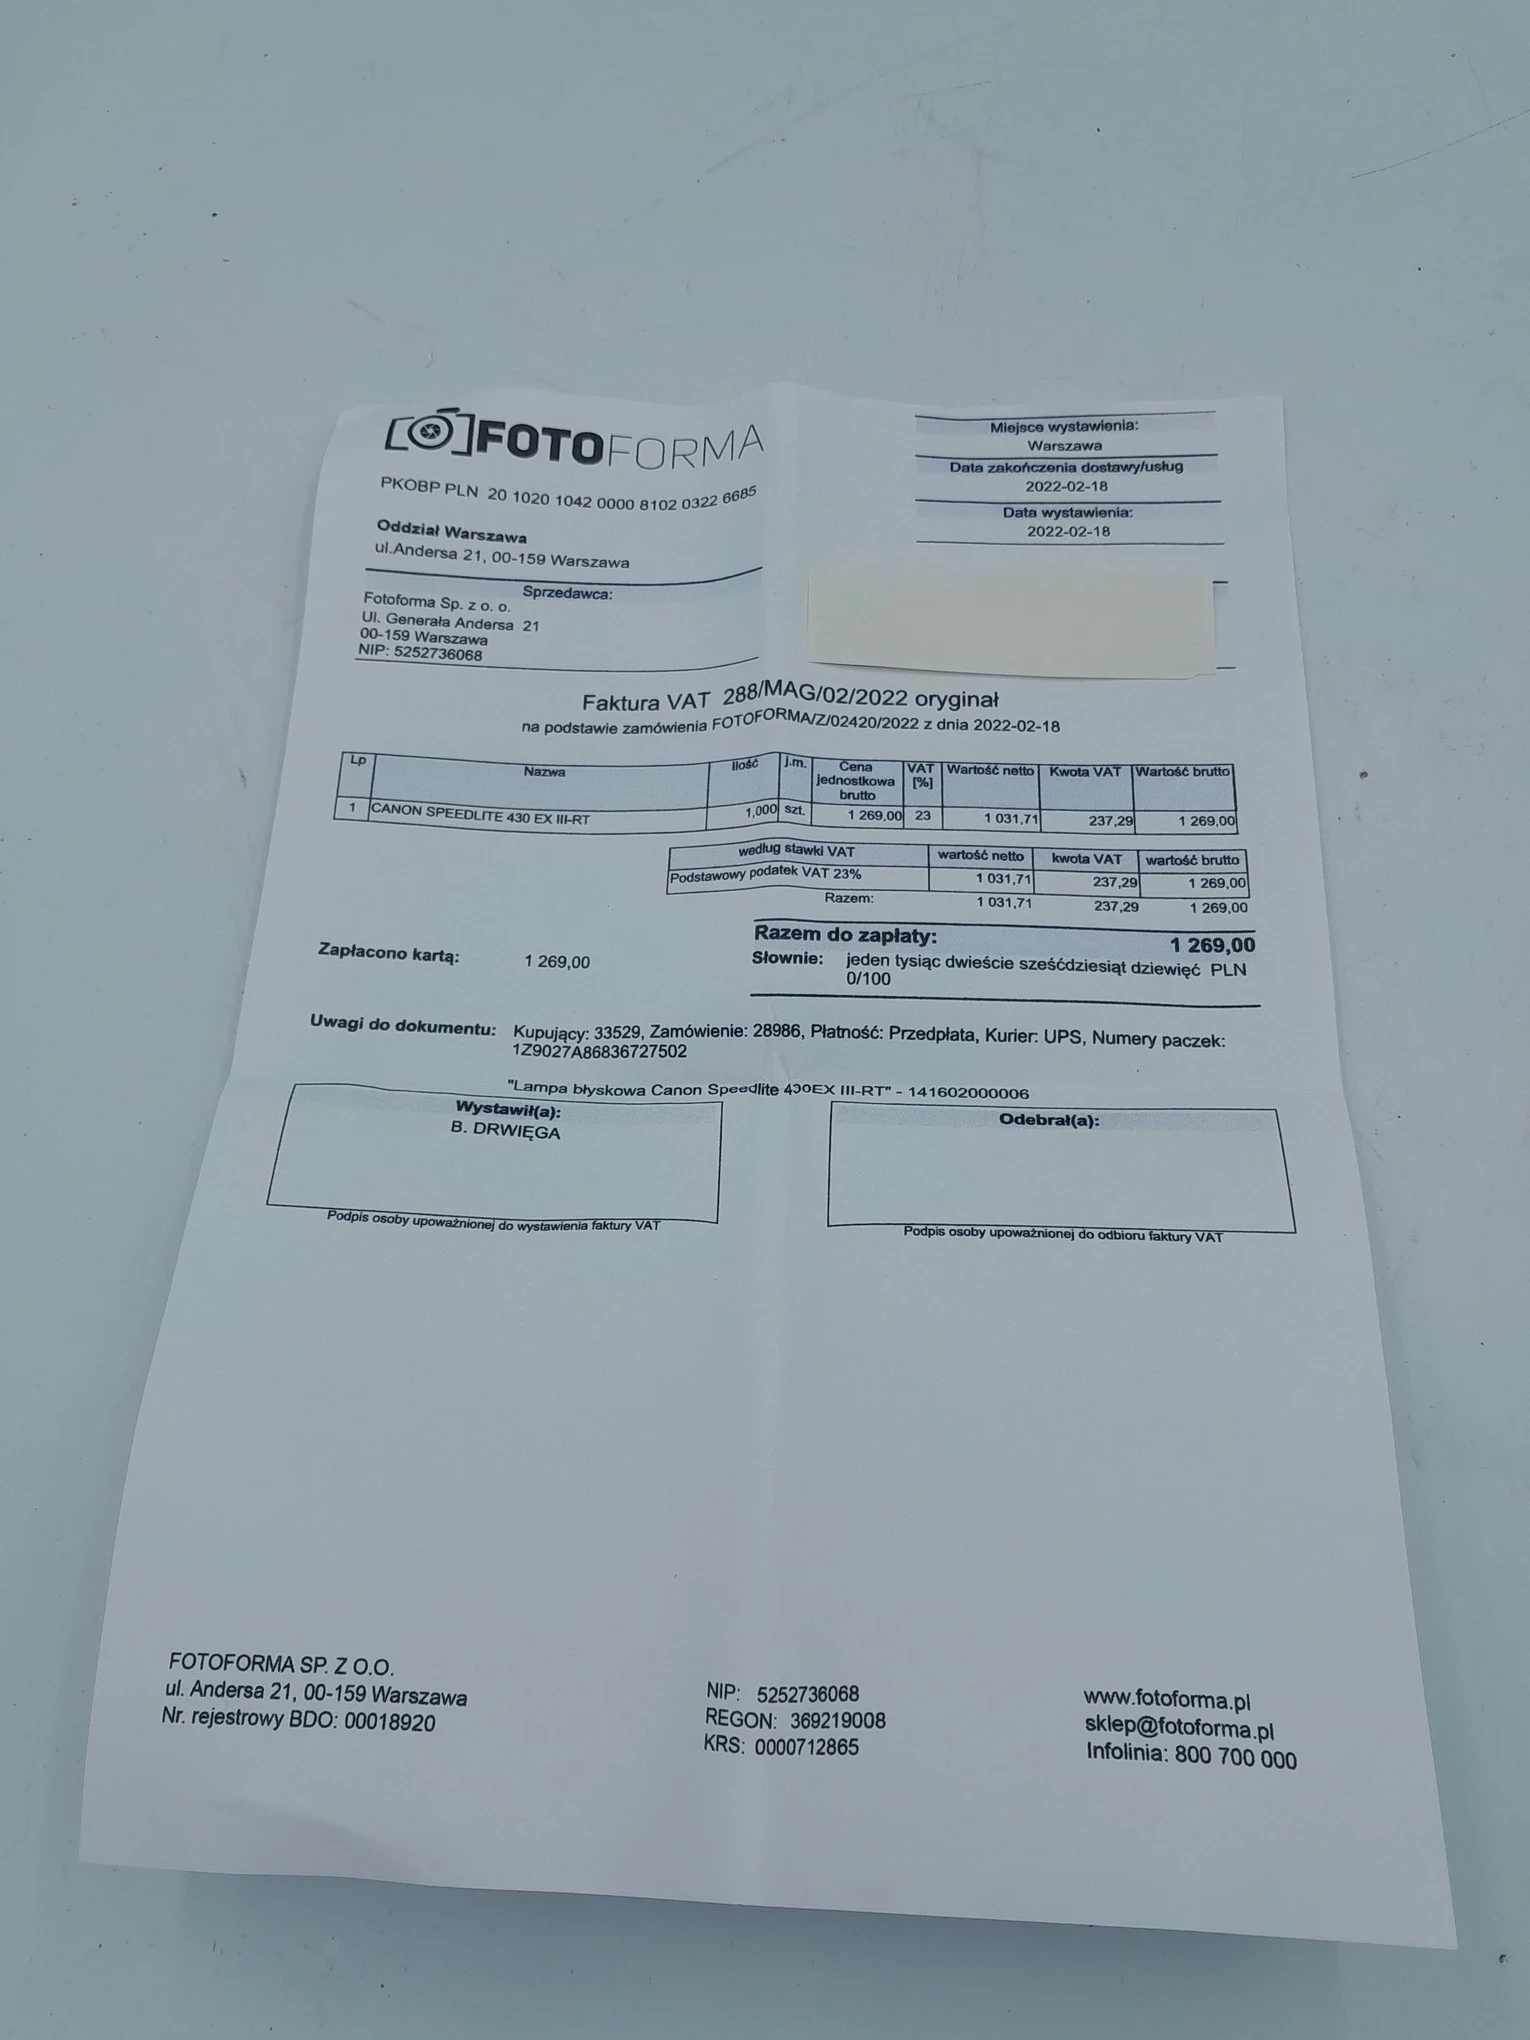 FOTOFORMA
PKOBP PLN 20 1020 1042 0000 8102 0322 6685
Oddział Warszawa
ul.Andersa 21, 00-159 Warszawa
Sprzedawca:
Fotoforma Sp. z o. o.
Ul. Generała Andersa 21
00-159 Warszawa
NIP: 5252736068
Miejsce wystawienia:
Warszawa
Data zakończenia dostawy/usług
2022-02-18
Data wystawienia:
2022-02-18
Faktura VAT 288/MAG/02/2022 oryginał
na podstawie zamówienia FOTOFORMA/Z/02420/2022 z dnia 2022-02-18
Lp Nazwa Ilość j.m. Cena jednostkowa brutto VAT [%] Wartość netto Kwota VAT Wartość brutto
1 CANON SPEEDLITE 430 EX III-RT 1,000 szt. 1 269,00 23 1 031,71 237,29 1 269,00
według stawki VAT wartość netto kwota VAT wartość brutto
Podstawowy podatek VAT 23% 1 031,71 237,29 1 269,00
Razem: 1 031,71 237,29 1 269,00
Razem do zapłaty: 1 269,00
Zapłacono kartą: 1 269,00
Słownie: jeden tysiąc dwieście sześćdziesiąt dziewięć PLN
0/100
Uwagi do dokumentu: Kupujący: 33529, Zamówienie: 28986, Płatność: Przedpłata, Kurier: UPS, Numery paczek:
1Z9027A86836727502
"Lampa błyskowa Canon Speedlite 430EX III-RT" - 141602000006
Wystawił(a):
B. DRWIĘGA
Podpis osoby upoważnionej do wystawienia faktury VAT
Odebrał(a):
Podpis osoby upoważnionej do odbioru faktury VAT
FOTOFORMA SP. Z O.O.
ul. Andersa 21, 00-159 Warszawa
Nr. rejestrowy BDO: 00018920
NIP: 5252736068
REGON: 369219008
KRS: 0000712865
www.fotoforma.pl
sklep@fotoforma.pl
Infolinia: 800 700 000